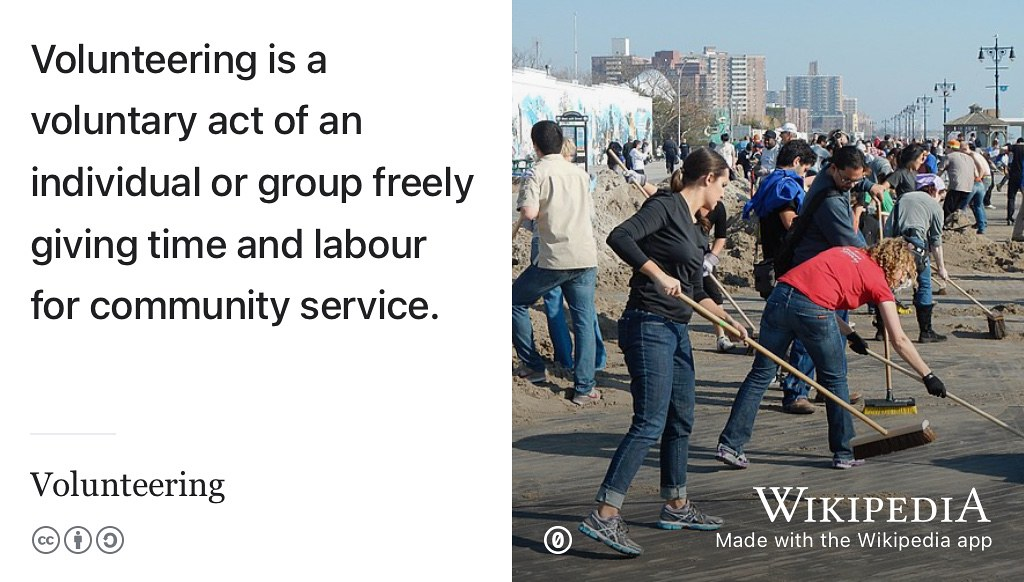 Volunteering is a
voluntary act of an
individual or group freely
giving time and labour
for community service.
Volunteering
cc
WIKIPEDIA
Made with the Wikipedia app